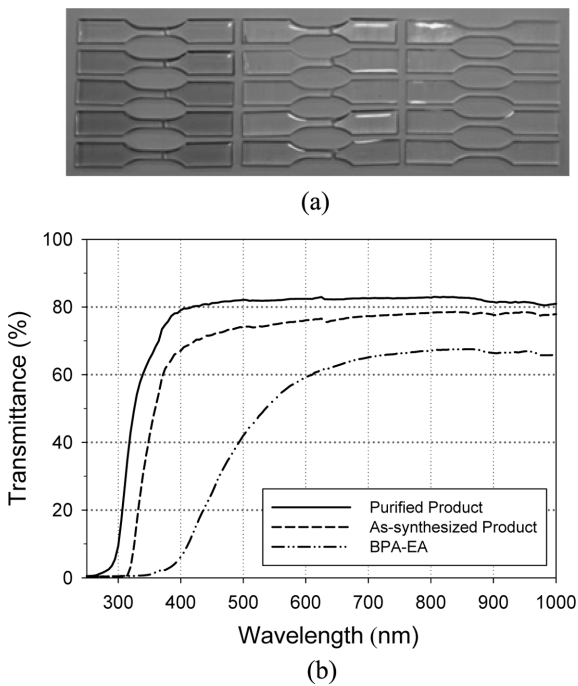 (a)
100
80
60
40
20
0
Transmittance (%)
Purified Product
As-synthesized Product
BPA-EA
300 400 500 600 700 800 900 1000
Wavelength (nm)
(b)